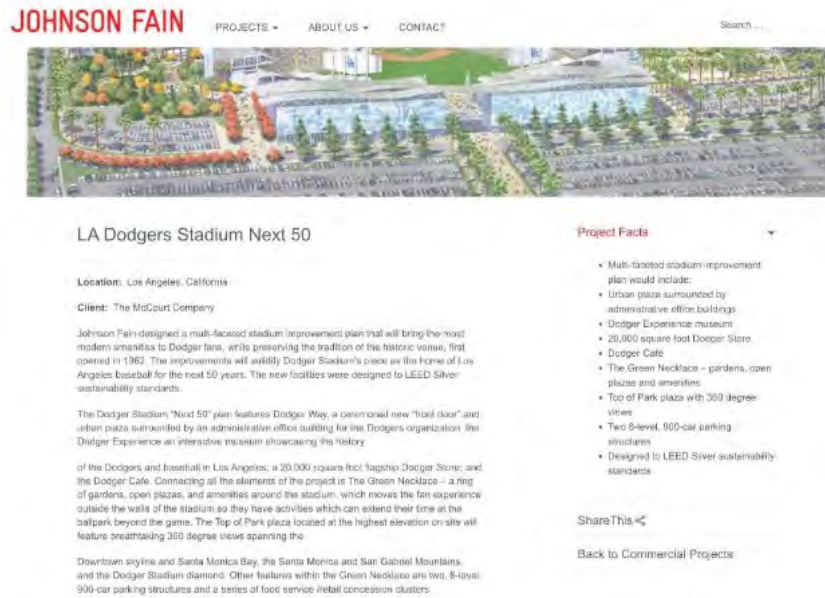 JOHNSON FAIN
PROJECTS
ABOUT US
CONTACT
Search ...
LA Dodgers Stadium Next 50
Location: Los Angeles, California
Client: The McCourt Company
Johnson Fain designed a multi-faceted stadium improvement plan that will bring the most
modern amenities to Dodger fans, while preserving the tradition of the historic venue, first
opened in 1962. The improvements will solidify Dodger Stadium's place as the home of Los
Angeles baseball for the next 50 years. The new facilities were designed to LEED Silver
sustainability standards.
The Dodger Stadium "Next 50" plan features Dodger Way, a ceremonial new "front door" and
urban plaza surrounded by an administrative office building for the Dodgers organization; the
Dodger Experience an interactive museum showcasing the history
of the Dodgers and baseball in Los Angeles; a 20,000 square foot flagship Dodger Store; and
the Dodger Cafe. Connecting all the elements of the project is The Green Necklace – a ring
of gardens, open plazas, and amenities around the stadium, which moves the fan experience
outside the walls of the stadium so they have activities which can extend their time at the
ballpark beyond the game. The Top of Park plaza located at the highest elevation on site will
feature breathtaking 360 degree views spanning the
Downtown skyline and Santa Monica Bay, the Santa Monica and San Gabriel Mountains,
and the Dodger Stadium diamond. Other features within the Green Necklace are two, 8-level,
900-car parking structures and a series of food service /retail concession clusters.
Project Facts
Multi-faceted stadium improvement
plan would include:
Urban plaza surrounded by
administrative office buildings
Dodger Experience museum
20,000 square foot Dodger Store
Dodger Cafe
The Green Necklace – gardens, open
plazas and amenities
Top of Park plaza with 360 degree
views
Two 8-level, 900-car parking
structures
Designed to LEED Silver sustainability
standards
ShareThis
Back to Commercial Projects